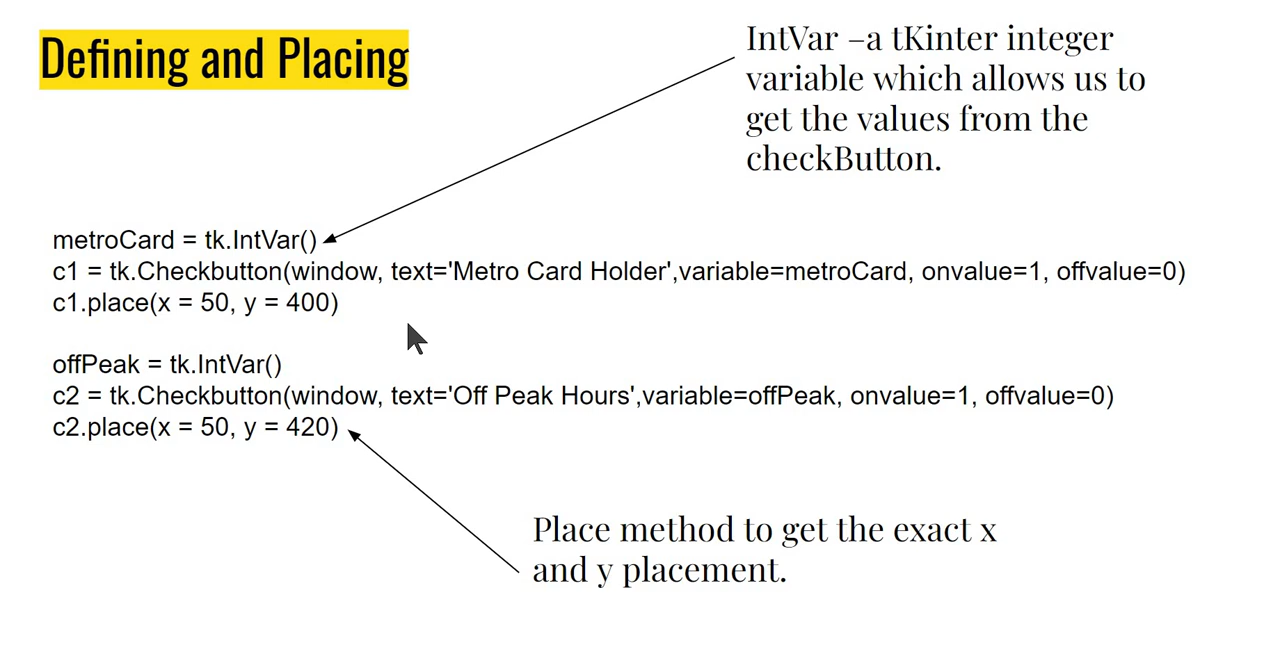 Defining and Placing
IntVar –a tKinter integer
variable which allows us to
get the values from the
checkButton.
metroCard = tk.IntVar()
c1 = tk.Checkbutton(window, text='Metro Card Holder',variable=metroCard, onvalue=1, offvalue=0)
c1.place(x = 50, y = 400)
offPeak = tk.IntVar()
c2 = tk.Checkbutton(window, text='Off Peak Hours',variable=offPeak, onvalue=1, offvalue=0)
c2.place(x = 50, y = 420)
Place method to get the exact x
and y placement.